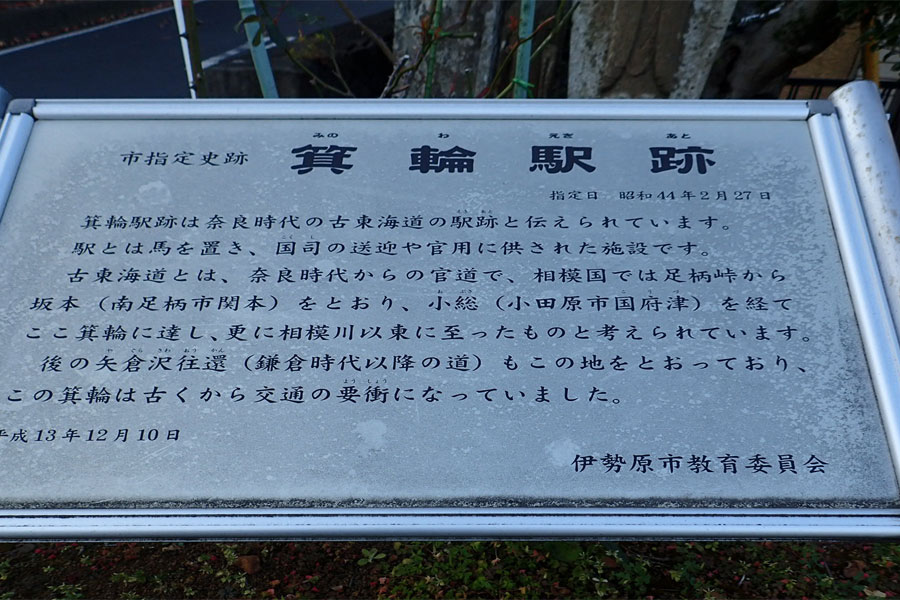 市指定史跡 箕輪駅跡
指定日 昭和44年2月27日
箕輪駅跡は奈良時代の古東海道の駅跡と伝えられています。
駅とは馬を置き、国司の送迎や官用に供された施設です。
古東海道とは、奈良時代からの官道で、相模国では足柄峠から
坂本（南足柄市関本）をとおり、小総（小田原市国府津）を経て
ここ箕輪に達し、更に相模川以東に至ったものと考えられています。
後の矢倉沢往還（鎌倉時代以降の道）もこの地をとおっており、
この箕輪は古くから交通の要衝になっていました。
平成13年12月10日
伊勢原市教育委員会